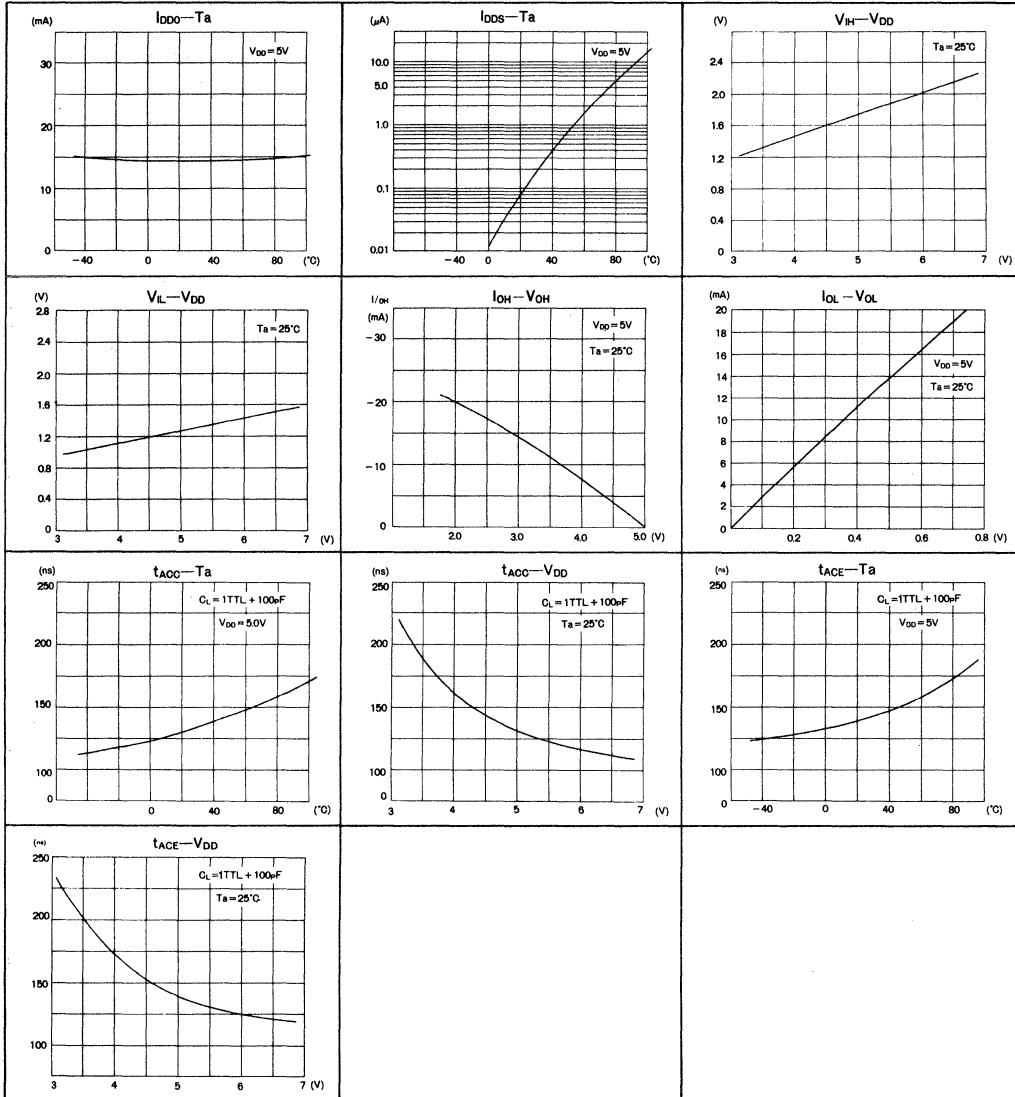 IDDO—Ta
(mA)
VDD=5V
30
20
10
0
−40
0
40
80
(°C)
IDDS—Ta
(μA)
VDD=5V
10.0
5.0
1.0
0.1
0.01
−40
0
40
80
(°C)
VIH—VDD
(V)
Ta=25°C
2.8
2.4
2.0
1.6
1.2
0.8
0.4
0
3
4
5
6
7
(V)
VIL—VDD
(V)
Ta=25°C
2.8
2.4
2.0
1.6
1.2
0.8
0.4
0
3
4
5
6
7
(V)
IOH—VOH
I/OH
(mA)
VDD=5V
Ta=25°C
−30
−20
−10
0
2.0
3.0
4.0
5.0
(V)
IOL—VOL
(mA)
VDD=5V
Ta=25°C
20
18
16
14
12
10
8
6
4
2
0
0.2
0.4
0.6
0.8
(V)
tACC—Ta
(ns)
CL=1TTL+100pF
VDD=5.0V
250
200
150
100
0
0
40
80
(°C)
tACC—VDD
(ns)
CL=1TTL+100pF
Ta=25°C
250
200
150
100
0
3
4
5
6
7
(V)
tACE—Ta
(ns)
CL=1TTL+100pF
VDD=5V
250
200
150
100
0
−40
0
40
80
(°C)
tACE—VDD
(ns)
CL=1TTL+100pF
Ta=25°C
250
200
150
100
3
4
5
6
7
(V)